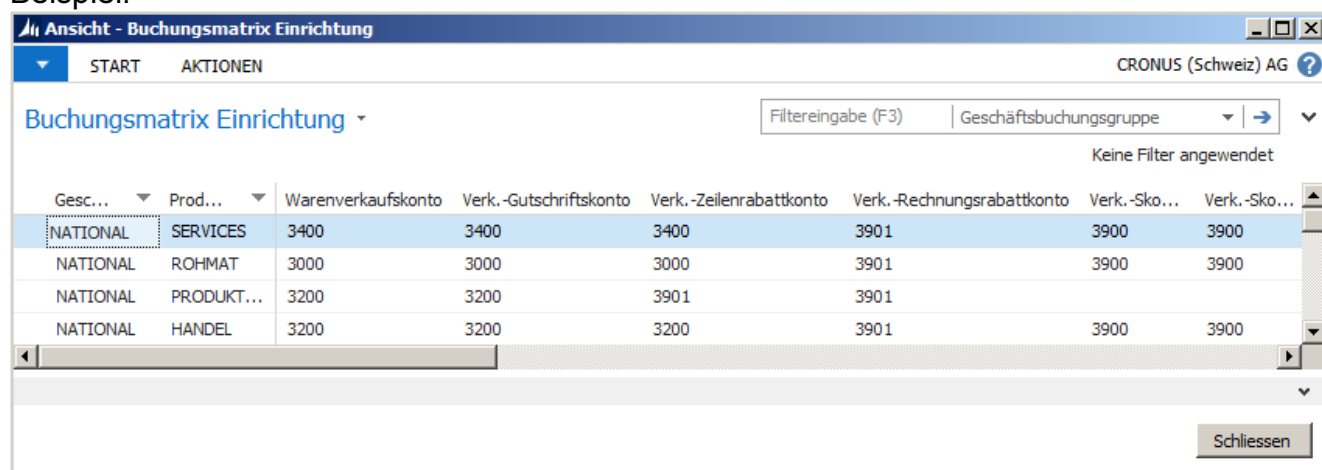 Beispiel:
Ansicht - Buchungsmatrix Einrichtung
START AKTIONEN CRONUS (Schweiz) AG ?
Buchungsmatrix Einrichtung
Filtereingabe (F3) Geschäftsbuchungsgruppe
Keine Filter angewendet
Gesc... Prod... Warenverkaufskonto Verk.-Gutschriftskonto Verk.-Zeilenrabattkonto Verk.-Rechnungsrabattkonto Verk.-Sko... Verk.-Sko...
NATIONAL SERVICES 3400 3400 3400 3901 3900 3900
NATIONAL ROHMAT 3000 3000 3000 3901 3900 3900
NATIONAL PRODUKT... 3200 3200 3901 3901
NATIONAL HANDEL 3200 3200 3200 3901 3900 3900
Schliessen